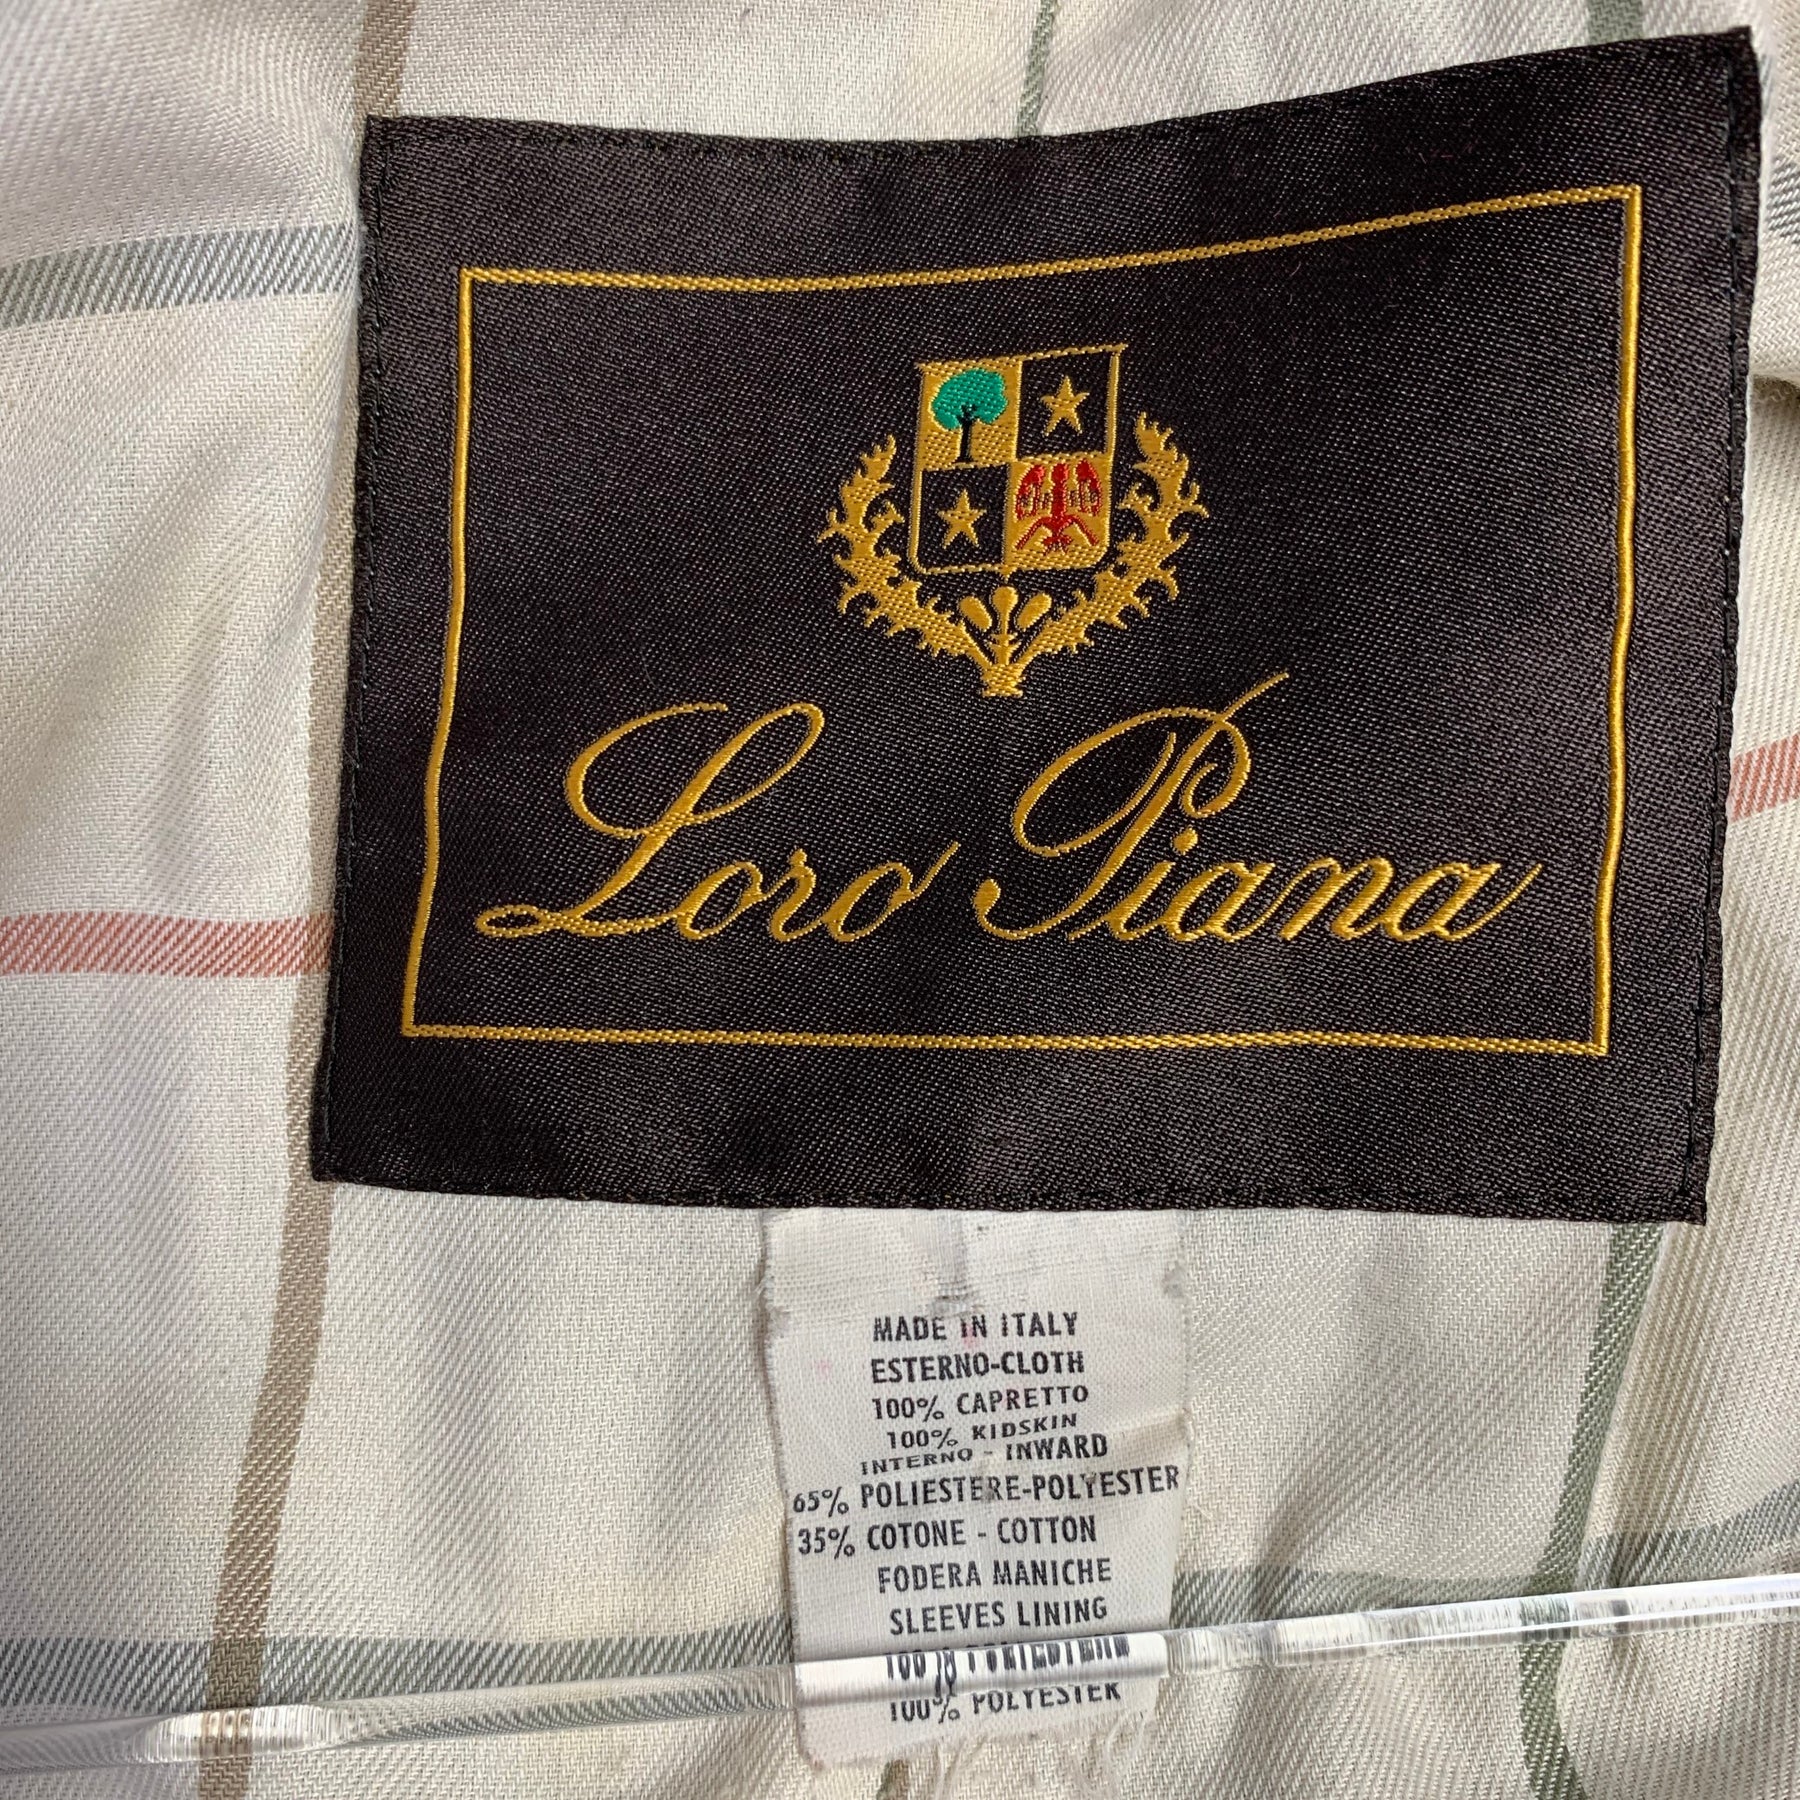 Loro Piana
MADE IN ITALY
ESTERNO-CLOTH
100% CAPRETTO
100% KIDSKIN
INTERNO - INWARD
65% POLIESTERE-POLYESTER
35% COTONE - COTTON
FODERA MANICHE
SLEEVES LINING
100%
100% POLYESTER